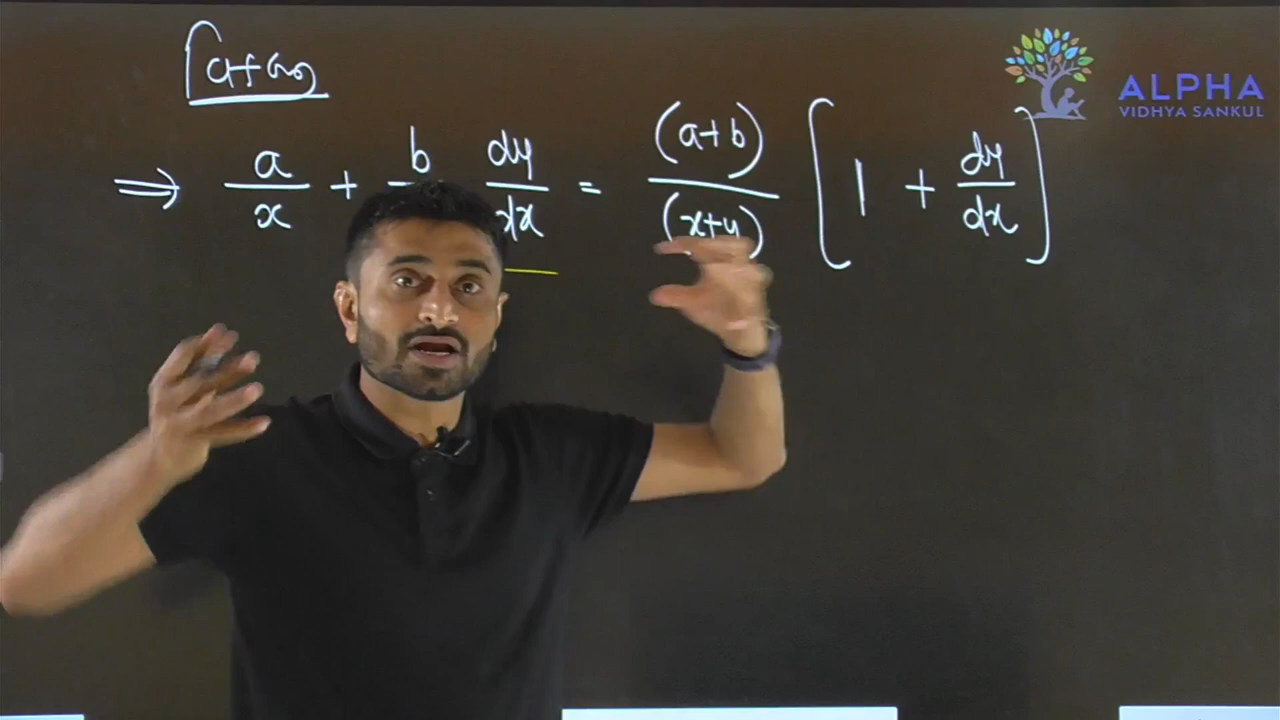 ALPHA
VIDHYA SANKUL
⇒ a/x + b dy/dx = (a+b)/(x+y) [1 + dy/dx]